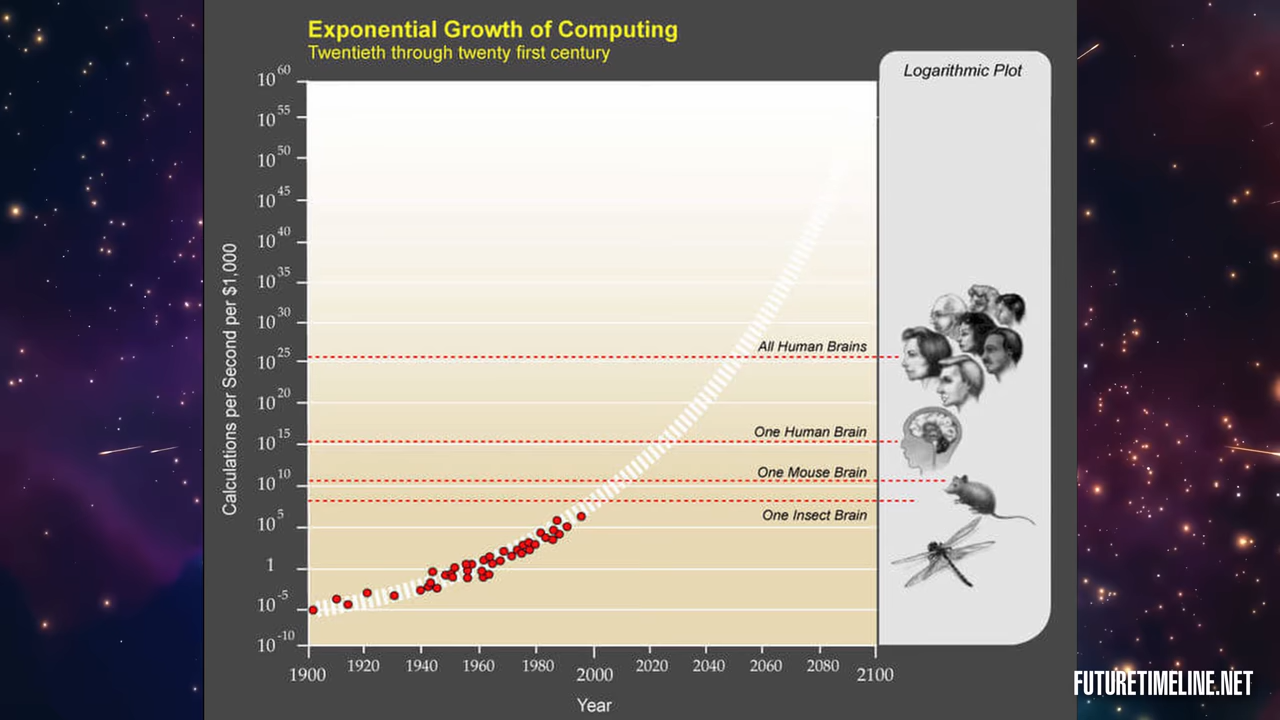 Exponential Growth of Computing
Twentieth through twenty first century
Logarithmic Plot
Calculations per Second per $1,000
10^60
10^55
10^50
10^45
10^40
10^35
10^30
10^25
10^20
10^15
10^10
10^5
1
10^-5
10^-10
All Human Brains
One Human Brain
One Mouse Brain
One Insect Brain
1900 1920 1940 1960 1980 2000 2020 2040 2060 2080 2100
Year
FUTURETIMELINE.NET